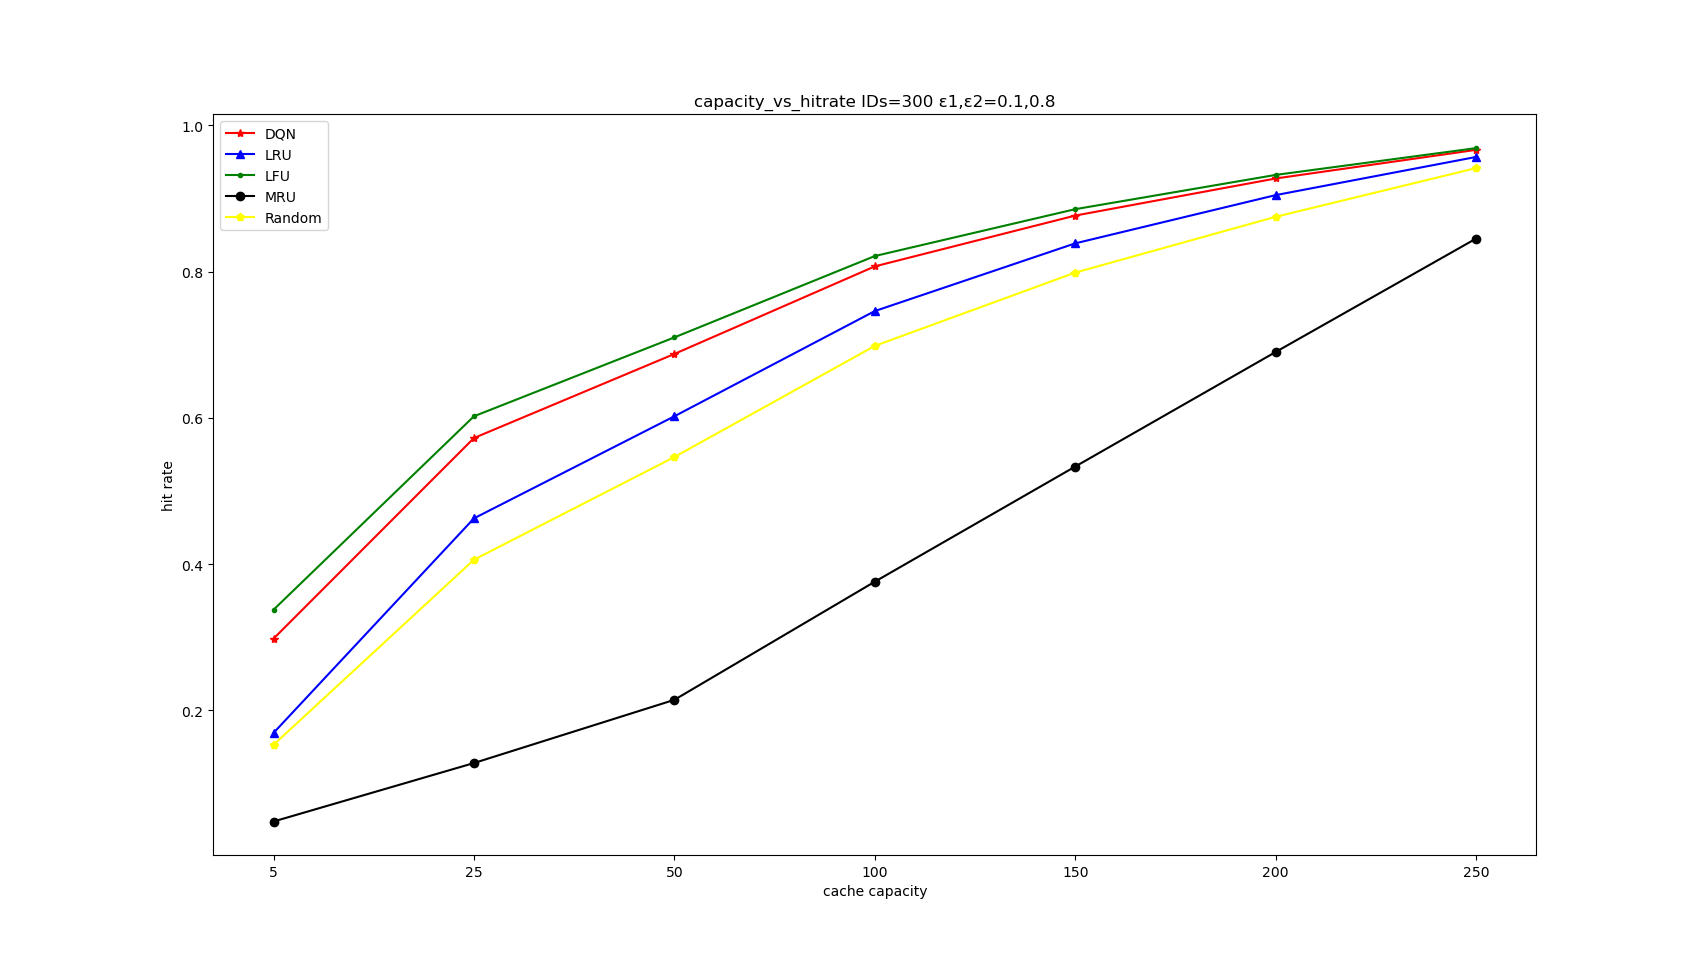 capacity_vs_hitrate IDs=300 ε1,ε2=0.1,0.8
1.0
DQN
LRU
LFU
MRU
Random
0.8
0.6
hit rate
0.4
0.2
5 25 50 100 150 200 250
cache capacity